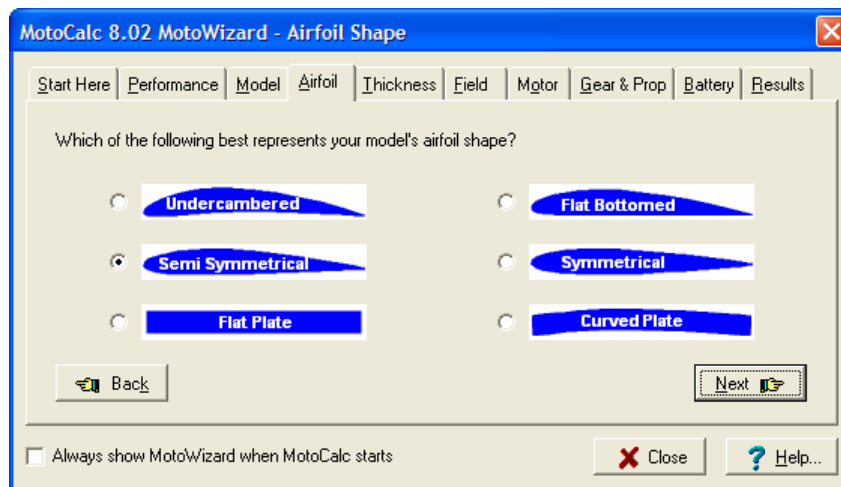 MotoCalc 8.02 MotoWizard - Airfoil Shape
Start Here Performance Model Airfoil Thickness Field Motor Gear & Prop Battery Results
Which of the following best represents your model's airfoil shape?
Undercambered Flat Bottomed
Semi Symmetrical Symmetrical
Flat Plate Curved Plate
Back Next
Always show MotoWizard when MotoCalc starts Close Help...